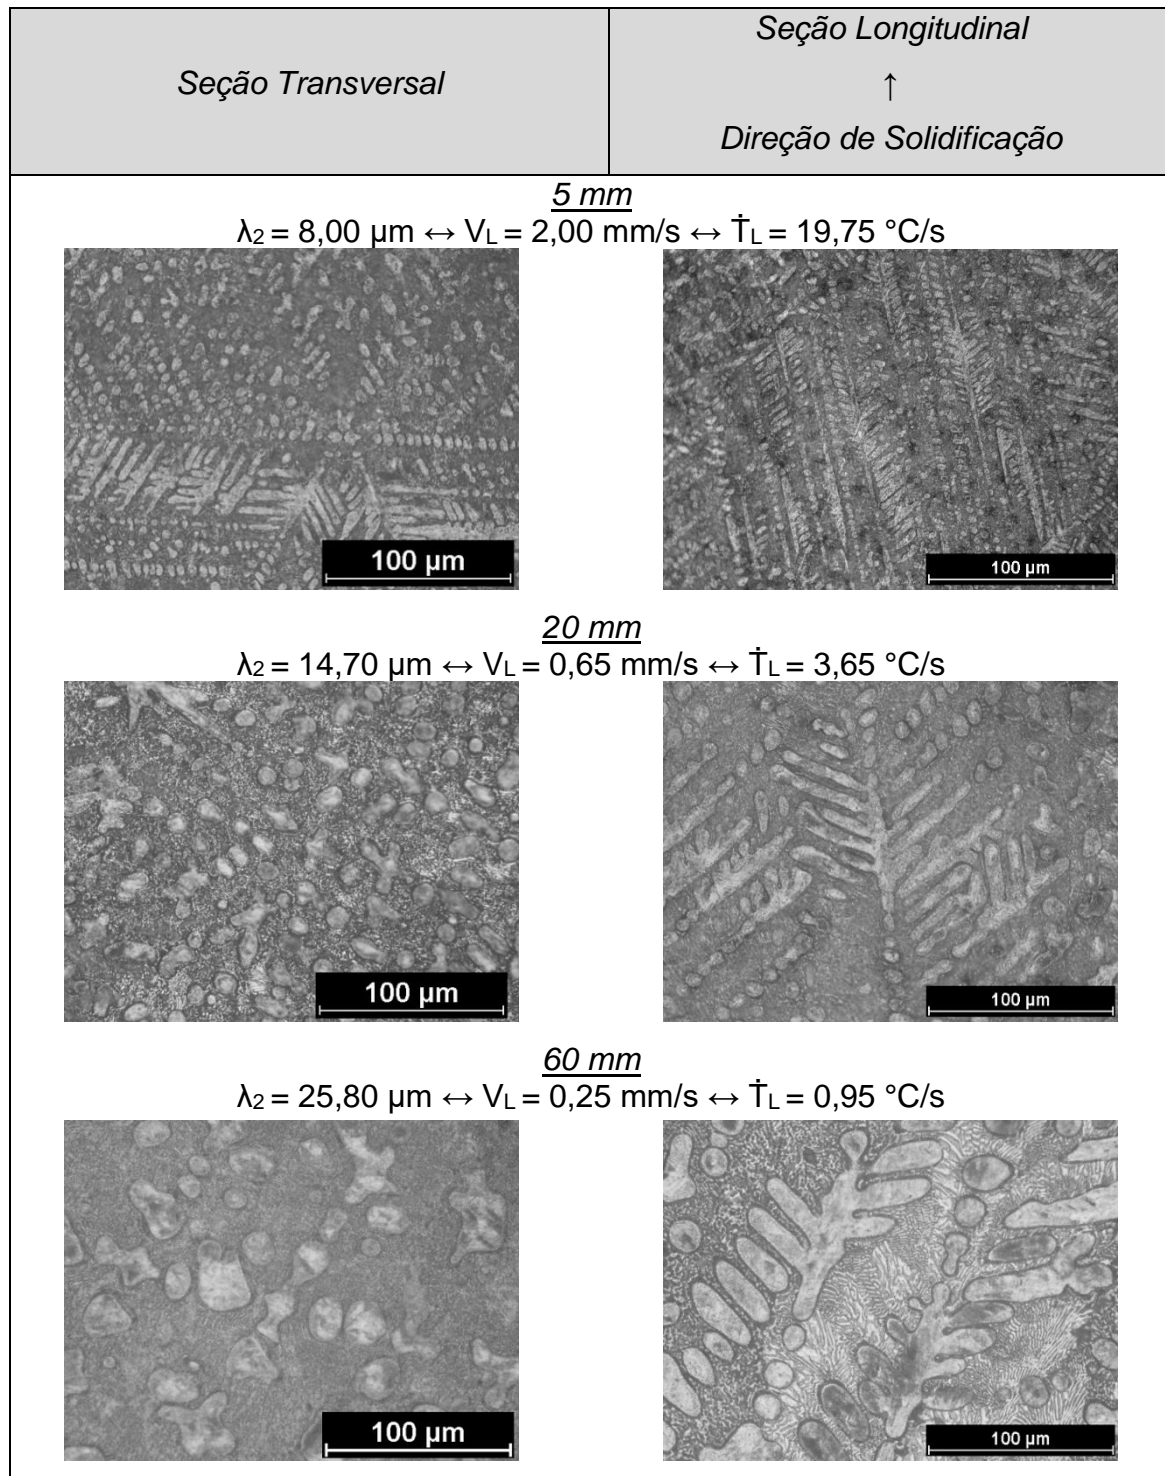 Seção Transversal
Seção Longitudinal
↑
Direção de Solidificação
5 mm
λ2 = 8,00 µm ↔ VL = 2,00 mm/s ↔ ṪL = 19,75 °C/s
100 µm
100 µm
20 mm
λ2 = 14,70 µm ↔ VL = 0,65 mm/s ↔ ṪL = 3,65 °C/s
100 µm
100 µm
60 mm
λ2 = 25,80 µm ↔ VL = 0,25 mm/s ↔ ṪL = 0,95 °C/s
100 µm
100 µm